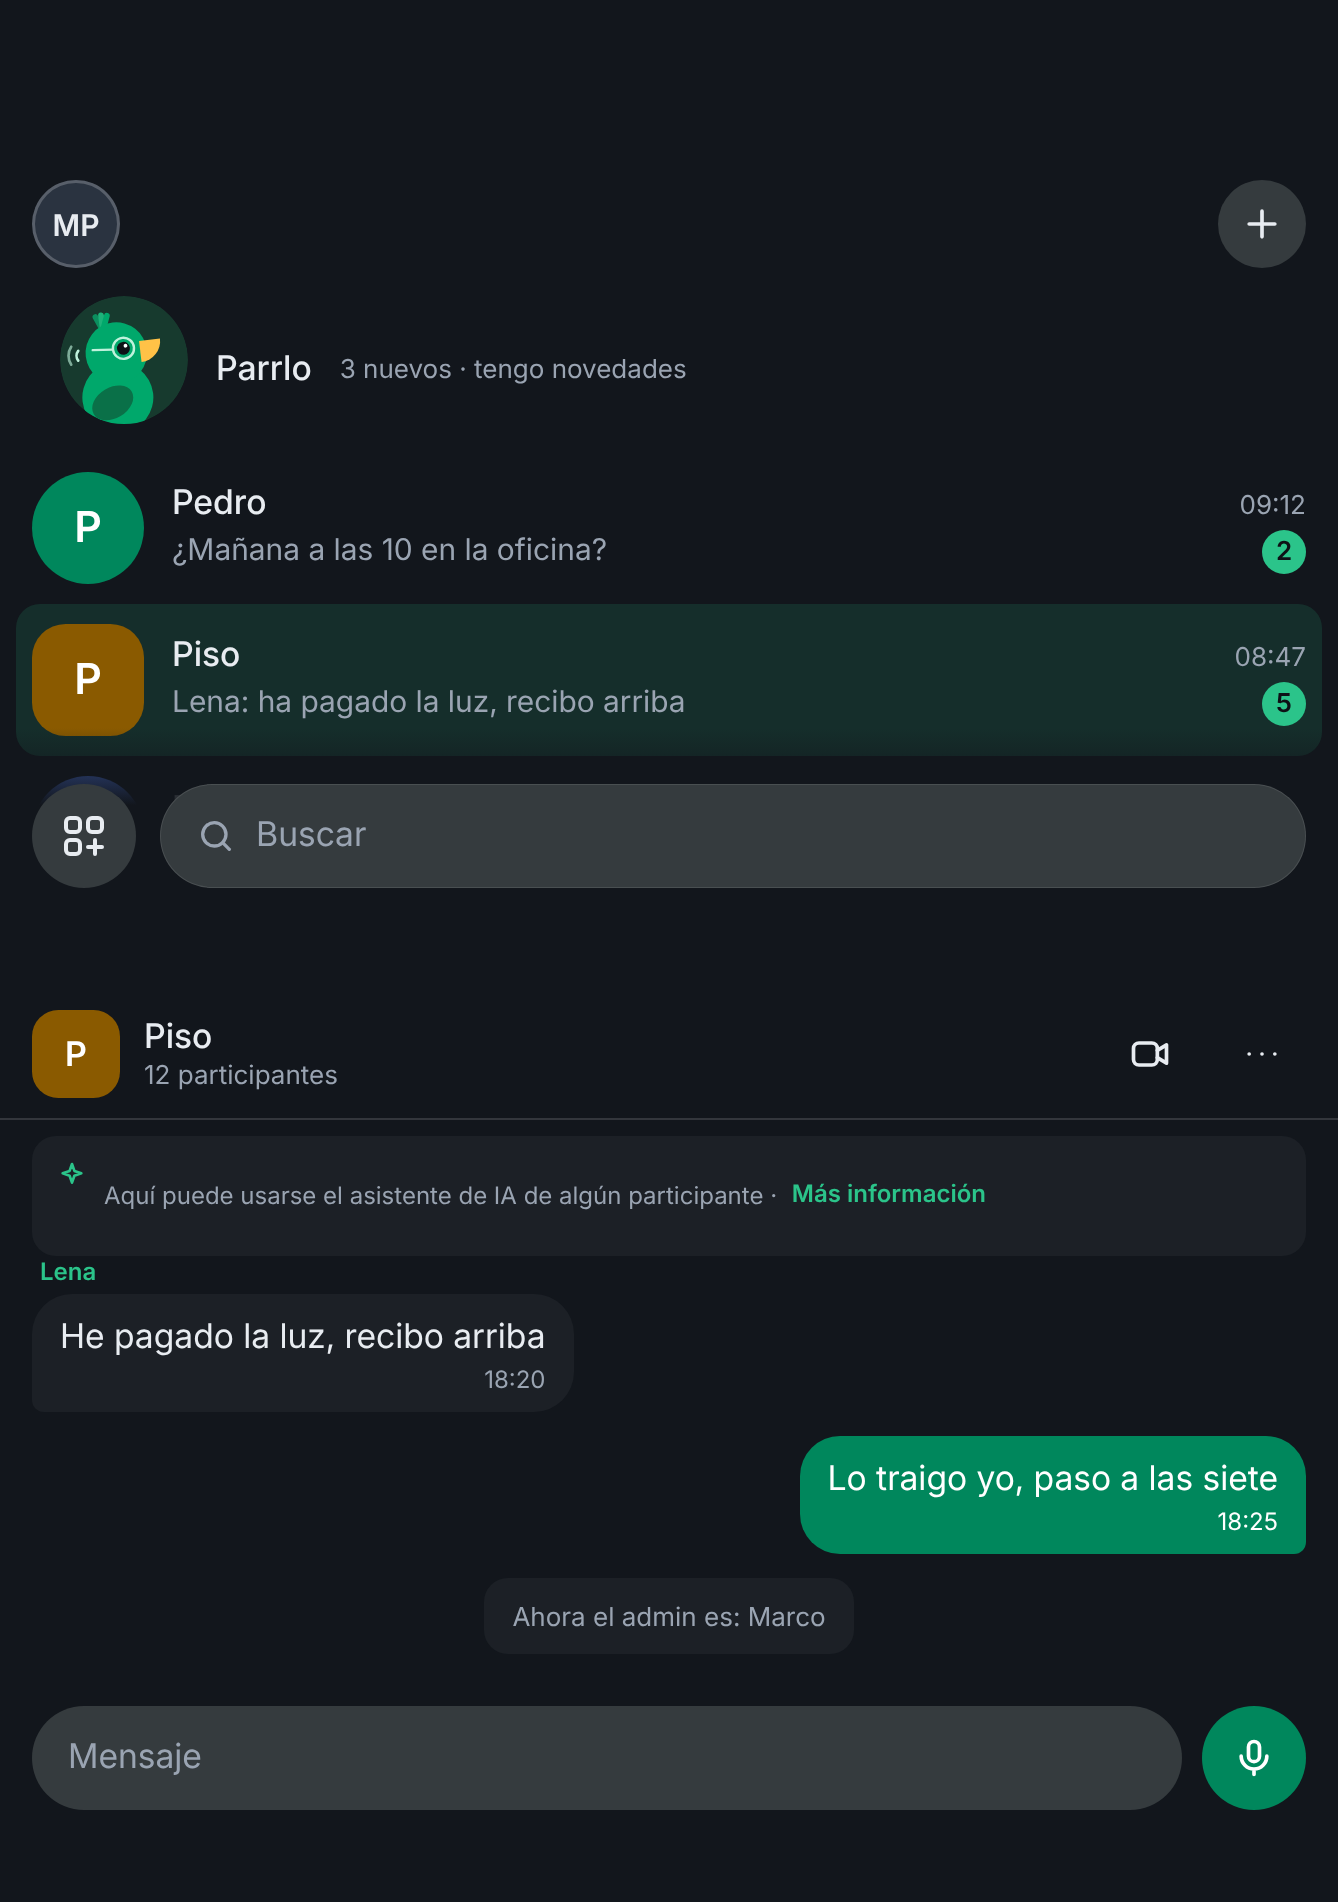 MP
Parrlo 3 nuevos · tengo novedades
P
Pedro
09:12
¿Mañana a las 10 en la oficina?
2
P
Piso
08:47
Lena: ha pagado la luz, recibo arriba
5
Buscar
P
Piso
12 participantes
Aquí puede usarse el asistente de IA de algún participante · Más información
Lena
He pagado la luz, recibo arriba
18:20
Lo traigo yo, paso a las siete
18:25
Ahora el admin es: Marco
Mensaje